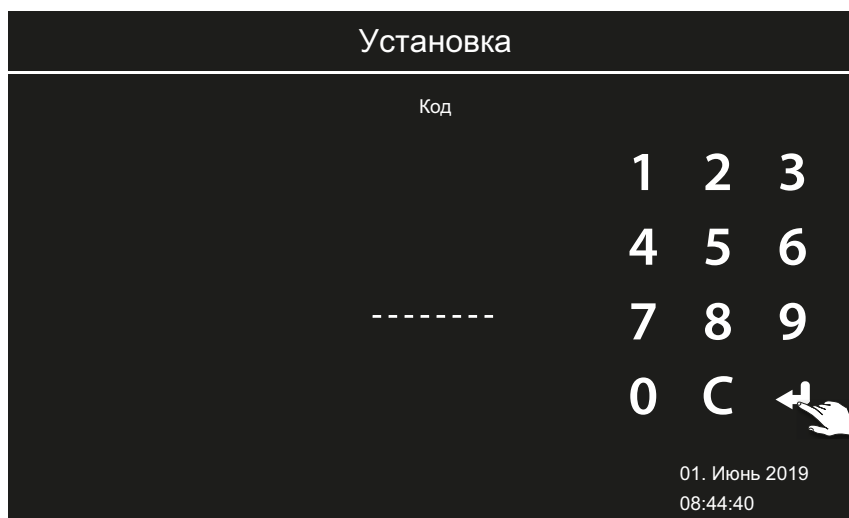 Установка
Код
1 2 3
4 5 6
--------
7 8 9
0 C
01. Июнь 2019
08:44:40